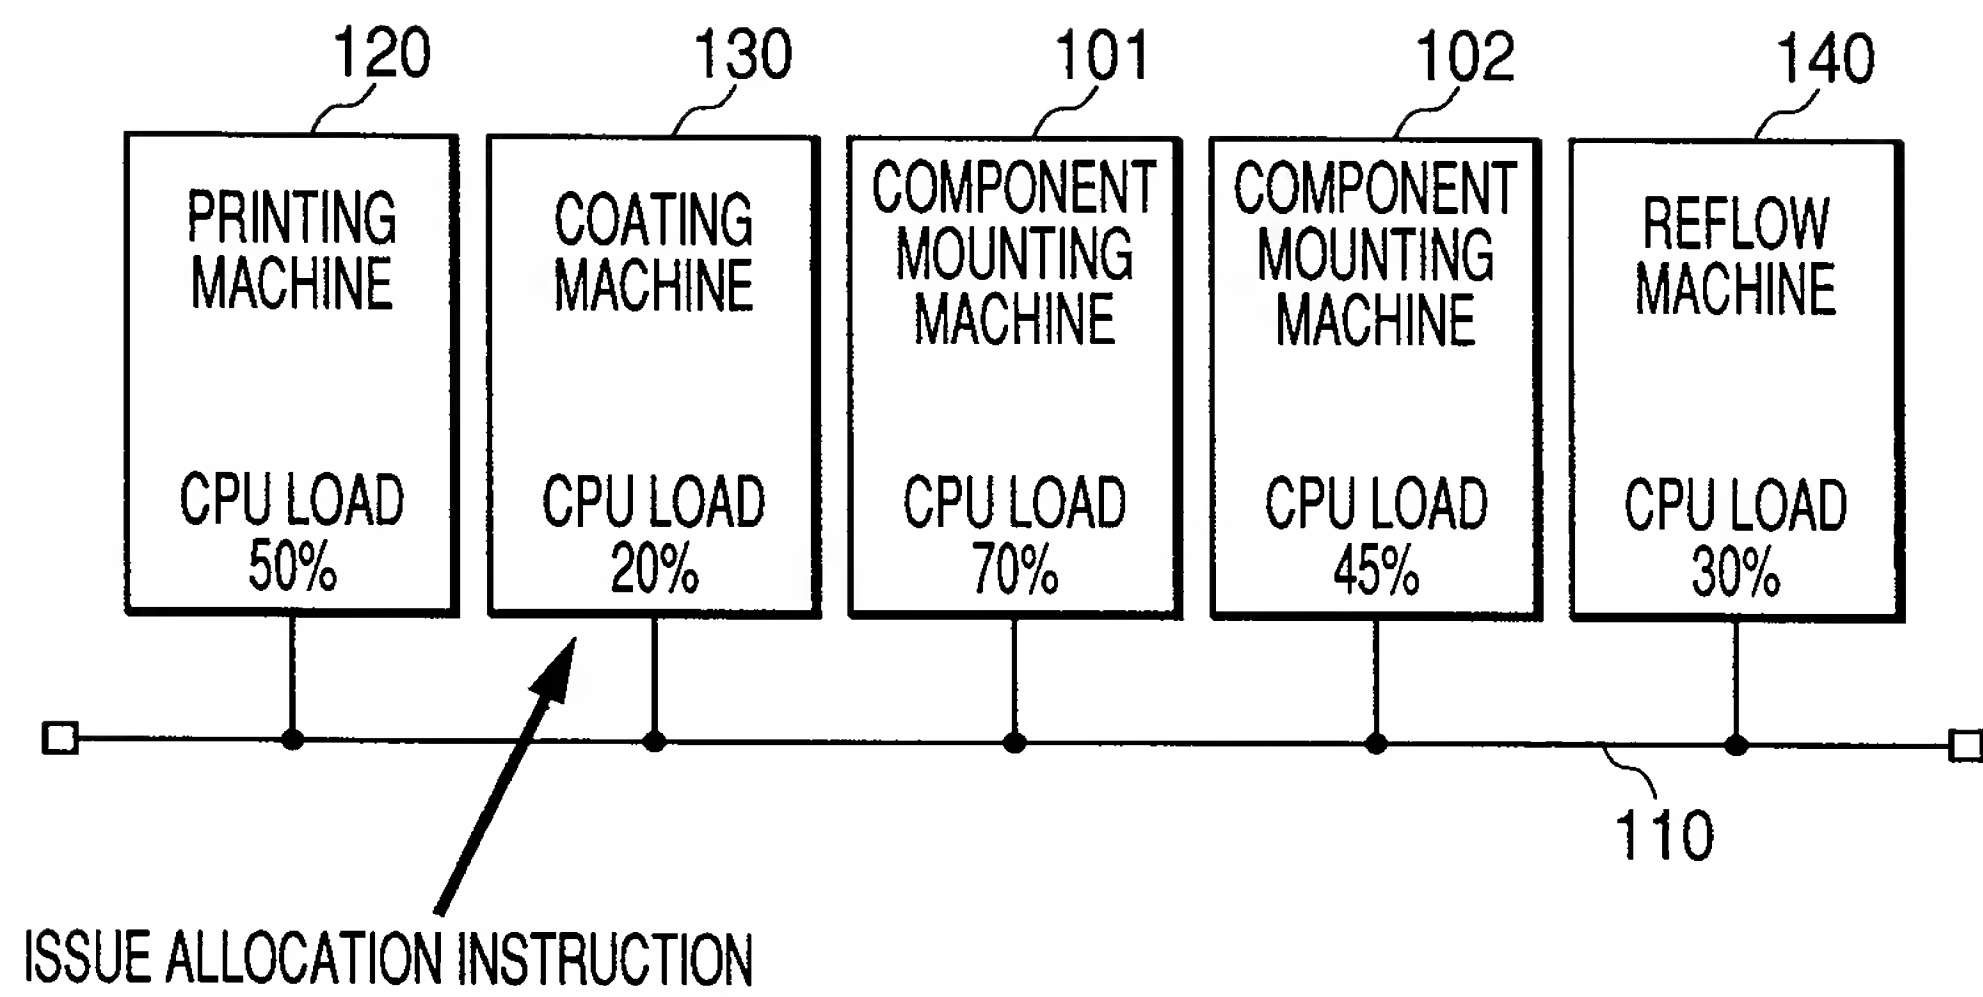 120
130
101
102
140
PRINTING
MACHINE
CPU LOAD
50%
COATING
MACHINE
CPU LOAD
20%
COMPONENT
MOUNTING
MACHINE
CPU LOAD
70%
COMPONENT
MOUNTING
MACHINE
CPU LOAD
45%
REFLOW
MACHINE
CPU LOAD
30%
110
ISSUE ALLOCATION INSTRUCTION